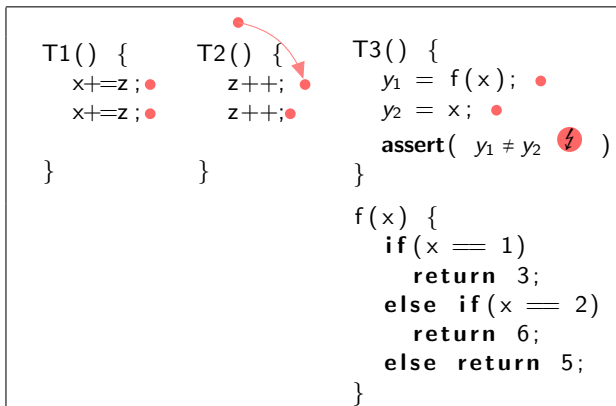 T1() {
x+=z;
x+=z;
}
T2() {
z++;
z++;
}
T3() {
y₁ = f(x);
y₂ = x;
assert( y₁ ≠ y₂ )
}
f(x) {
if(x == 1)
return 3;
else if(x == 2)
return 6;
else return 5;
}